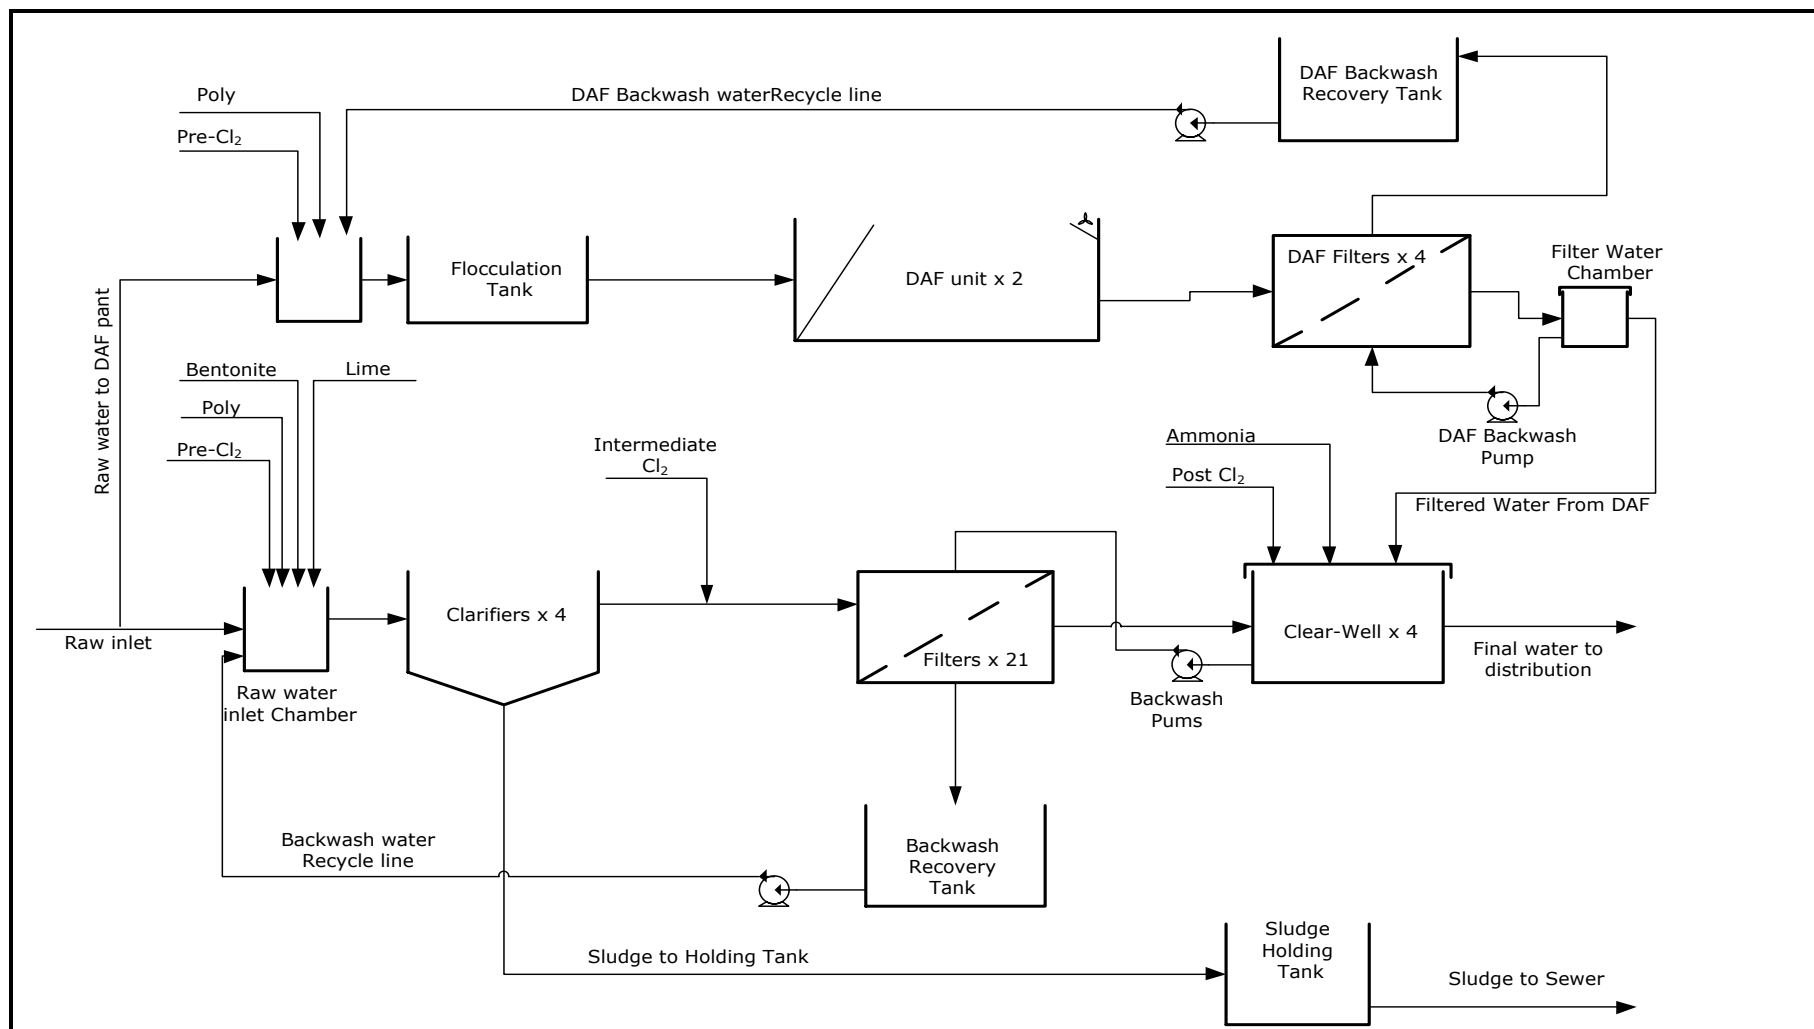 DAF Backwash
Recovery Tank
DAF Backwash waterRecycle line
Poly
Pre-Cl₂
Flocculation
Tank
DAF unit x 2
DAF Filters x 4
Filter Water
Chamber
Raw water to DAF pant
Bentonite
Lime
Poly
Pre-Cl₂
Intermediate
Cl₂
Ammonia
Post Cl₂
DAF Backwash
Pump
Filtered Water From DAF
Raw inlet
Clarifiers x 4
Filters x 21
Clear-Well x 4
Final water to
distribution
Raw water
inlet Chamber
Backwash
Pums
Backwash water
Recycle line
Backwash
Recovery
Tank
Sludge to Holding Tank
Sludge
Holding
Tank
Sludge to Sewer